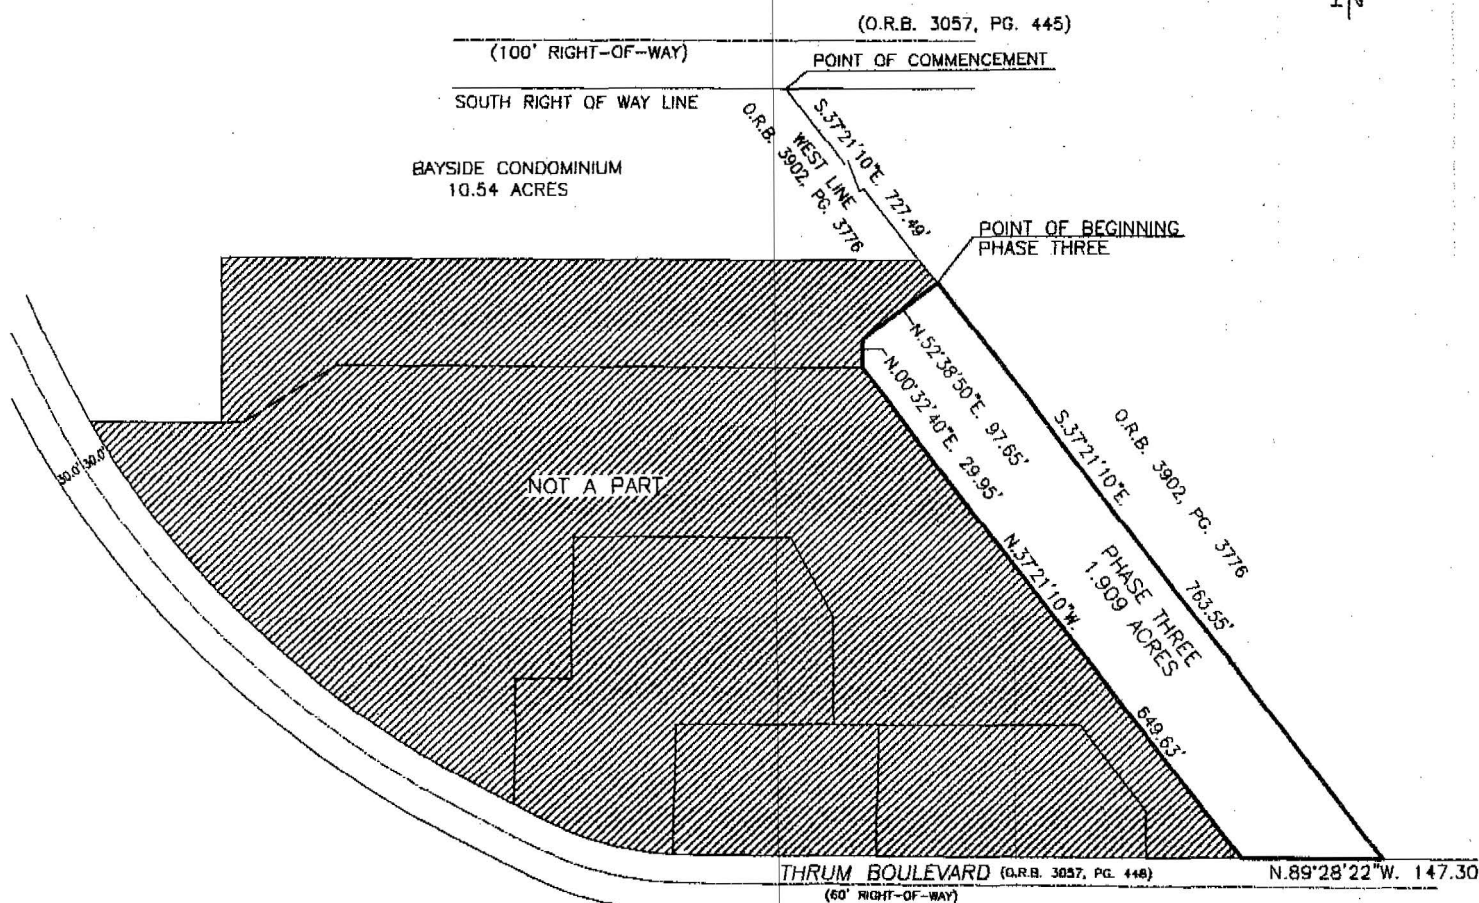 N
(O.R.B. 3057, PG. 445)
(100' RIGHT-OF-WAY)
POINT OF COMMENCEMENT
SOUTH RIGHT OF WAY LINE
S.37°21'10"E. 727.49'
WEST LINE
O.R.B. 3902, PG. 3776
BAYSIDE CONDOMINIUM
10.54 ACRES
POINT OF BEGINNING
PHASE THREE
N.52°38'50"E. 97.65'
N.00°32'40"E. 29.95'
S.37°21'10"E. 763.55'
O.R.B. 3902, PG. 3776
30.0' 30.0'
NOT A PART
N.37°21'10"W. 649.63'
PHASE THREE
1.909 ACRES
THRUM BOULEVARD (O.R.B. 3057, PG. 448)
(60' RIGHT-OF-WAY)
N.89°28'22"W. 147.30